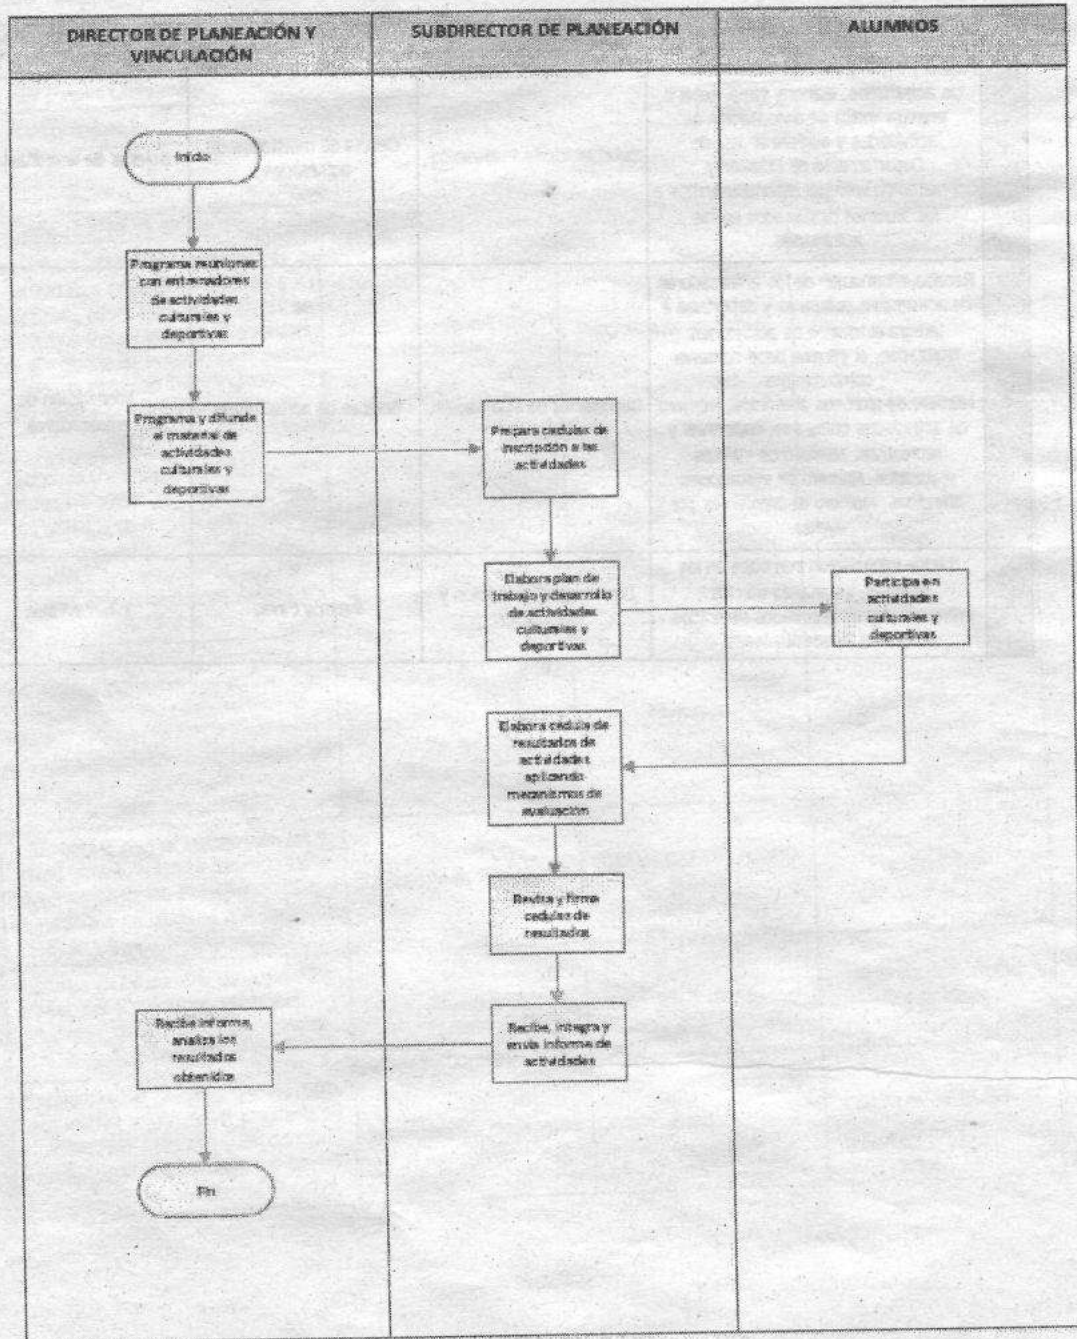 DIRECTOR DE PLANEACIÓN Y
VINCULACIÓN
SUBDIRECTOR DE PLANEACIÓN
ALUMNOS
Inicio
Programa reuniones
con entrenadores
de actividades
culturales y
deportivas
Programa y difunde
el material de
actividades
culturales y
deportivas
Prepara cedulas de
inscripción a las
actividades
Elabora plan de
trabajo y desarrollo
de actividades
culturales y
deportivas
Participa en
actividades
culturales y
deportivas
Elabora cedula de
resultados de
actividades
aplicando
mecanismos de
evaluación
Revisa y firma
cedulas de
resultados
Recibe, integra y
envía informe de
actividades
Recibe informe,
analiza los
resultados
obtenidos
Fin